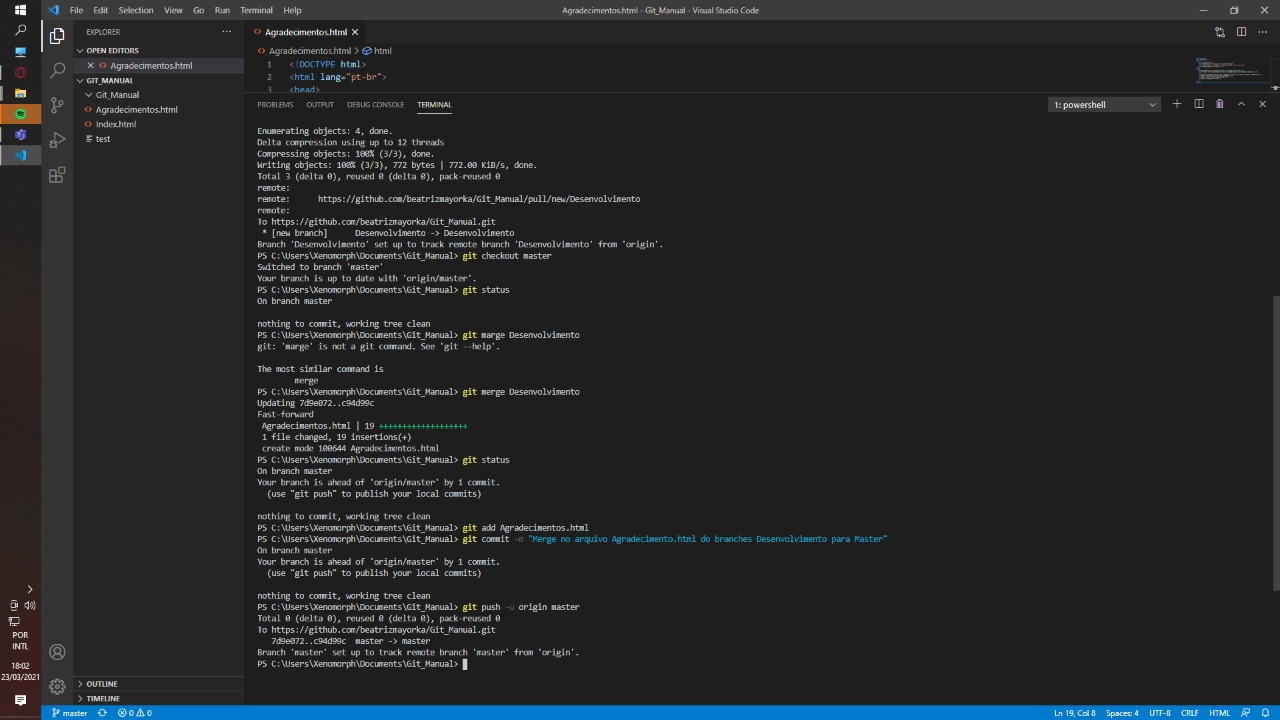 File Edit Selection View Go Run Terminal Help
Agradecimentos.html - Git_Manual - Visual Studio Code
EXPLORER
OPEN EDITORS
Agradecimentos.html
GIT_MANUAL
Git_Manual
Agradecimentos.html
Index.html
test
OUTLINE
TIMELINE
Agradecimentos.html
Agradecimentos.html > html
1 <!DOCTYPE html>
2 <html lang="pt-br">
3 <head>
PROBLEMS OUTPUT DEBUG CONSOLE TERMINAL
1: powershell
Enumerating objects: 4, done.
Delta compression using up to 12 threads
Compressing objects: 100% (3/3), done.
Writing objects: 100% (3/3), 772 bytes | 772.00 KiB/s, done.
Total 3 (delta 0), reused 0 (delta 0), pack-reused 0
remote:
remote:      https://github.com/beatrizmayorka/Git_Manual/pull/new/Desenvolvimento
remote:
To https://github.com/beatrizmayorka/Git_Manual.git
 * [new branch]      Desenvolvimento -> Desenvolvimento
Branch 'Desenvolvimento' set up to track remote branch 'Desenvolvimento' from 'origin'.
PS C:\Users\Xenomorph\Documents\Git_Manual> git checkout master
Switched to branch 'master'
Your branch is up to date with 'origin/master'.
PS C:\Users\Xenomorph\Documents\Git_Manual> git status
On branch master
nothing to commit, working tree clean
PS C:\Users\Xenomorph\Documents\Git_Manual> git marge Desenvolvimento
git: 'marge' is not a git command. See 'git --help'.
The most similar command is
        merge
PS C:\Users\Xenomorph\Documents\Git_Manual> git merge Desenvolvimento
Updating 7d9e072..c94d99c
Fast-forward
 Agradecimentos.html | 19 +++++++++++++++++++
 1 file changed, 19 insertions(+)
 create mode 100644 Agradecimentos.html
PS C:\Users\Xenomorph\Documents\Git_Manual> git status
On branch master
Your branch is ahead of 'origin/master' by 1 commit.
  (use "git push" to publish your local commits)
nothing to commit, working tree clean
PS C:\Users\Xenomorph\Documents\Git_Manual> git add Agradecimentos.html
PS C:\Users\Xenomorph\Documents\Git_Manual> git commit -m "Merge no arquivo Agradecimento.html do branches Desenvolvimento para Master"
On branch master
Your branch is ahead of 'origin/master' by 1 commit.
  (use "git push" to publish your local commits)
nothing to commit, working tree clean
PS C:\Users\Xenomorph\Documents\Git_Manual> git push -u origin master
Total 0 (delta 0), reused 0 (delta 0), pack-reused 0
To https://github.com/beatrizmayorka/Git_Manual.git
   7d9e072..c94d99c  master -> master
Branch 'master' set up to track remote branch 'master' from 'origin'.
PS C:\Users\Xenomorph\Documents\Git_Manual>
POR
INTL
18:02
23/03/2021
master 0 0
Ln 19, Col 8 Spaces: 4 UTF-8 CRLF HTML